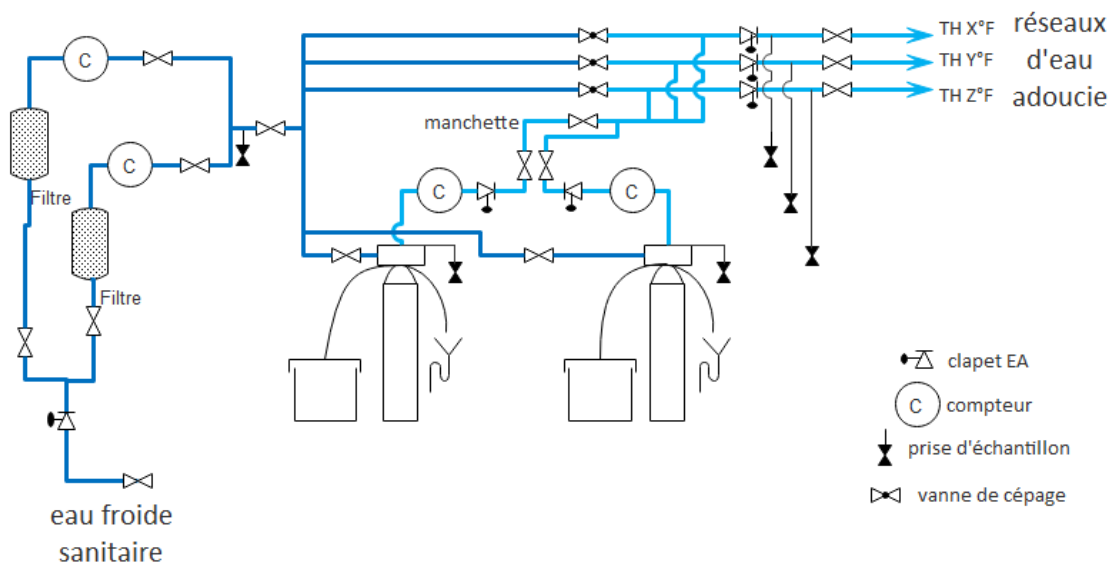 TH X°F
TH Y°F
TH Z°F
réseaux
d'eau
adoucie
C
manchette
C
C
C
Filtre
Filtre
clapet EA
C
compteur
prise d'échantillon
vanne de cépage
eau froide
sanitaire